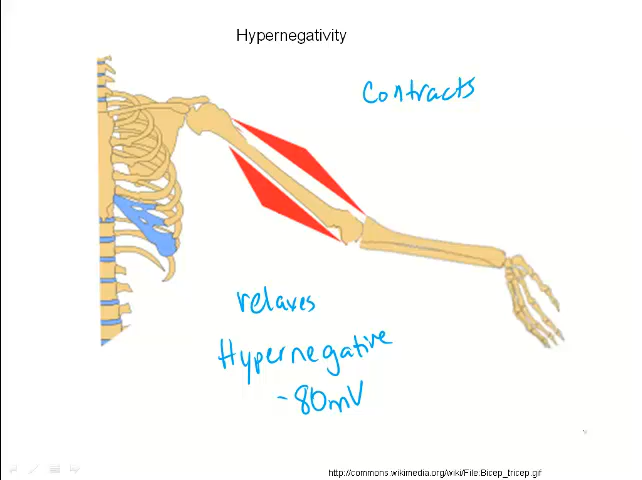 Hypernegativity
Contracts
relaxes
Hypernegative
-80mV
http://commons.wikimedia.org/wiki/File:Bicep_tricep.gif